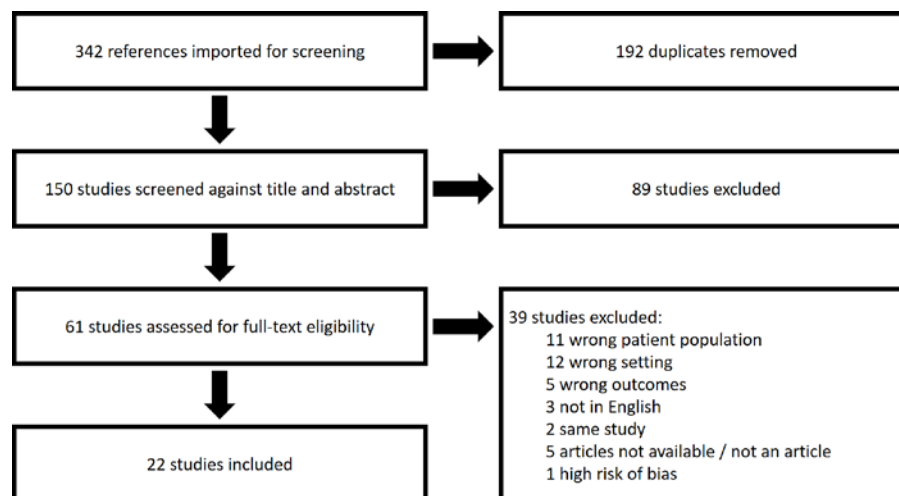 342 references imported for screening
192 duplicates removed
150 studies screened against title and abstract
89 studies excluded
61 studies assessed for full-text eligibility
39 studies excluded:
11 wrong patient population
12 wrong setting
5 wrong outcomes
3 not in English
2 same study
5 articles not available / not an article
1 high risk of bias
22 studies included